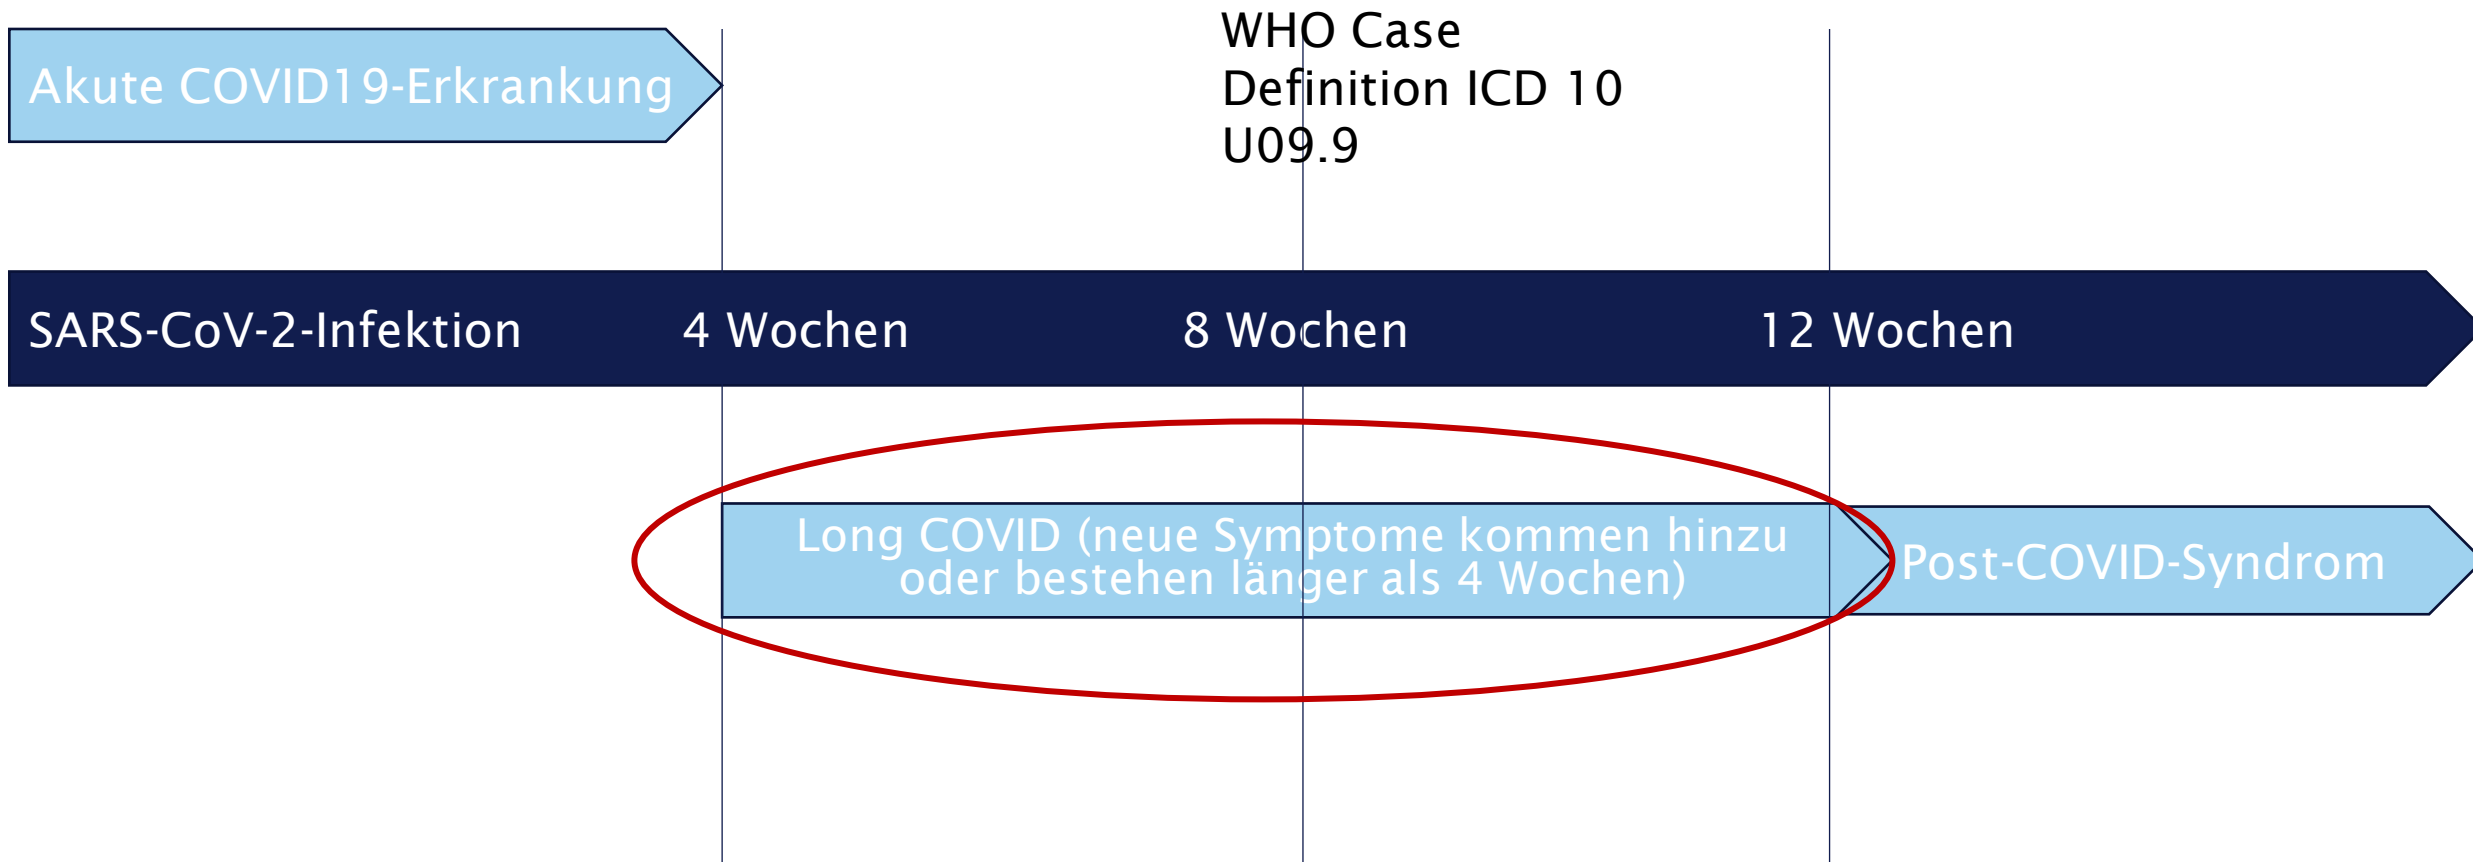 Akute COVID19-Erkrankung
WHO Case
Definition ICD 10
U09.9
SARS-CoV-2-Infektion
4 Wochen
8 Wochen
12 Wochen
Long COVID (neue Symptome kommen hinzu
oder bestehen länger als 4 Wochen)
Post-COVID-Syndrom